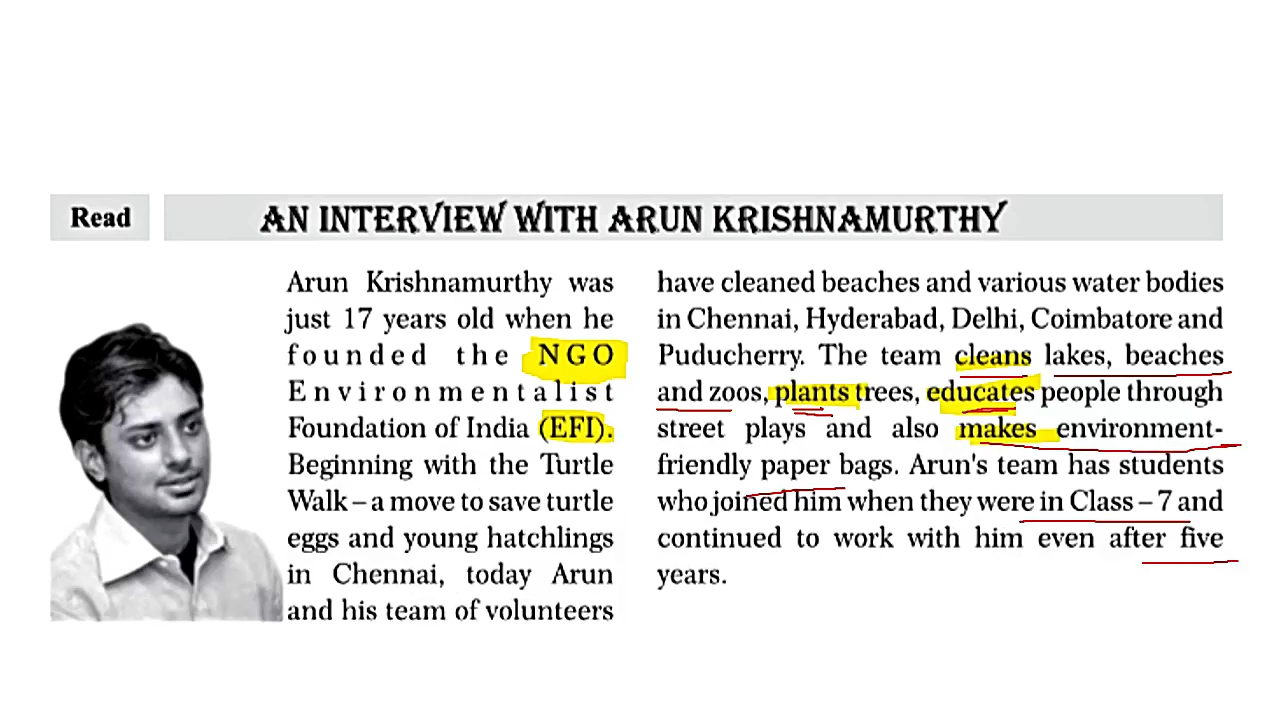 Read
AN INTERVIEW WITH ARUN KRISHNAMURTHY
Arun Krishnamurthy was
just 17 years old when he
founded the NGO
Environmentalist
Foundation of India (EFI).
Beginning with the Turtle
Walk – a move to save turtle
eggs and young hatchlings
in Chennai, today Arun
and his team of volunteers
have cleaned beaches and various water bodies
in Chennai, Hyderabad, Delhi, Coimbatore and
Puducherry. The team cleans lakes, beaches
and zoos, plants trees, educates people through
street plays and also makes environment-
friendly paper bags. Arun's team has students
who joined him when they were in Class – 7 and
continued to work with him even after five
years.